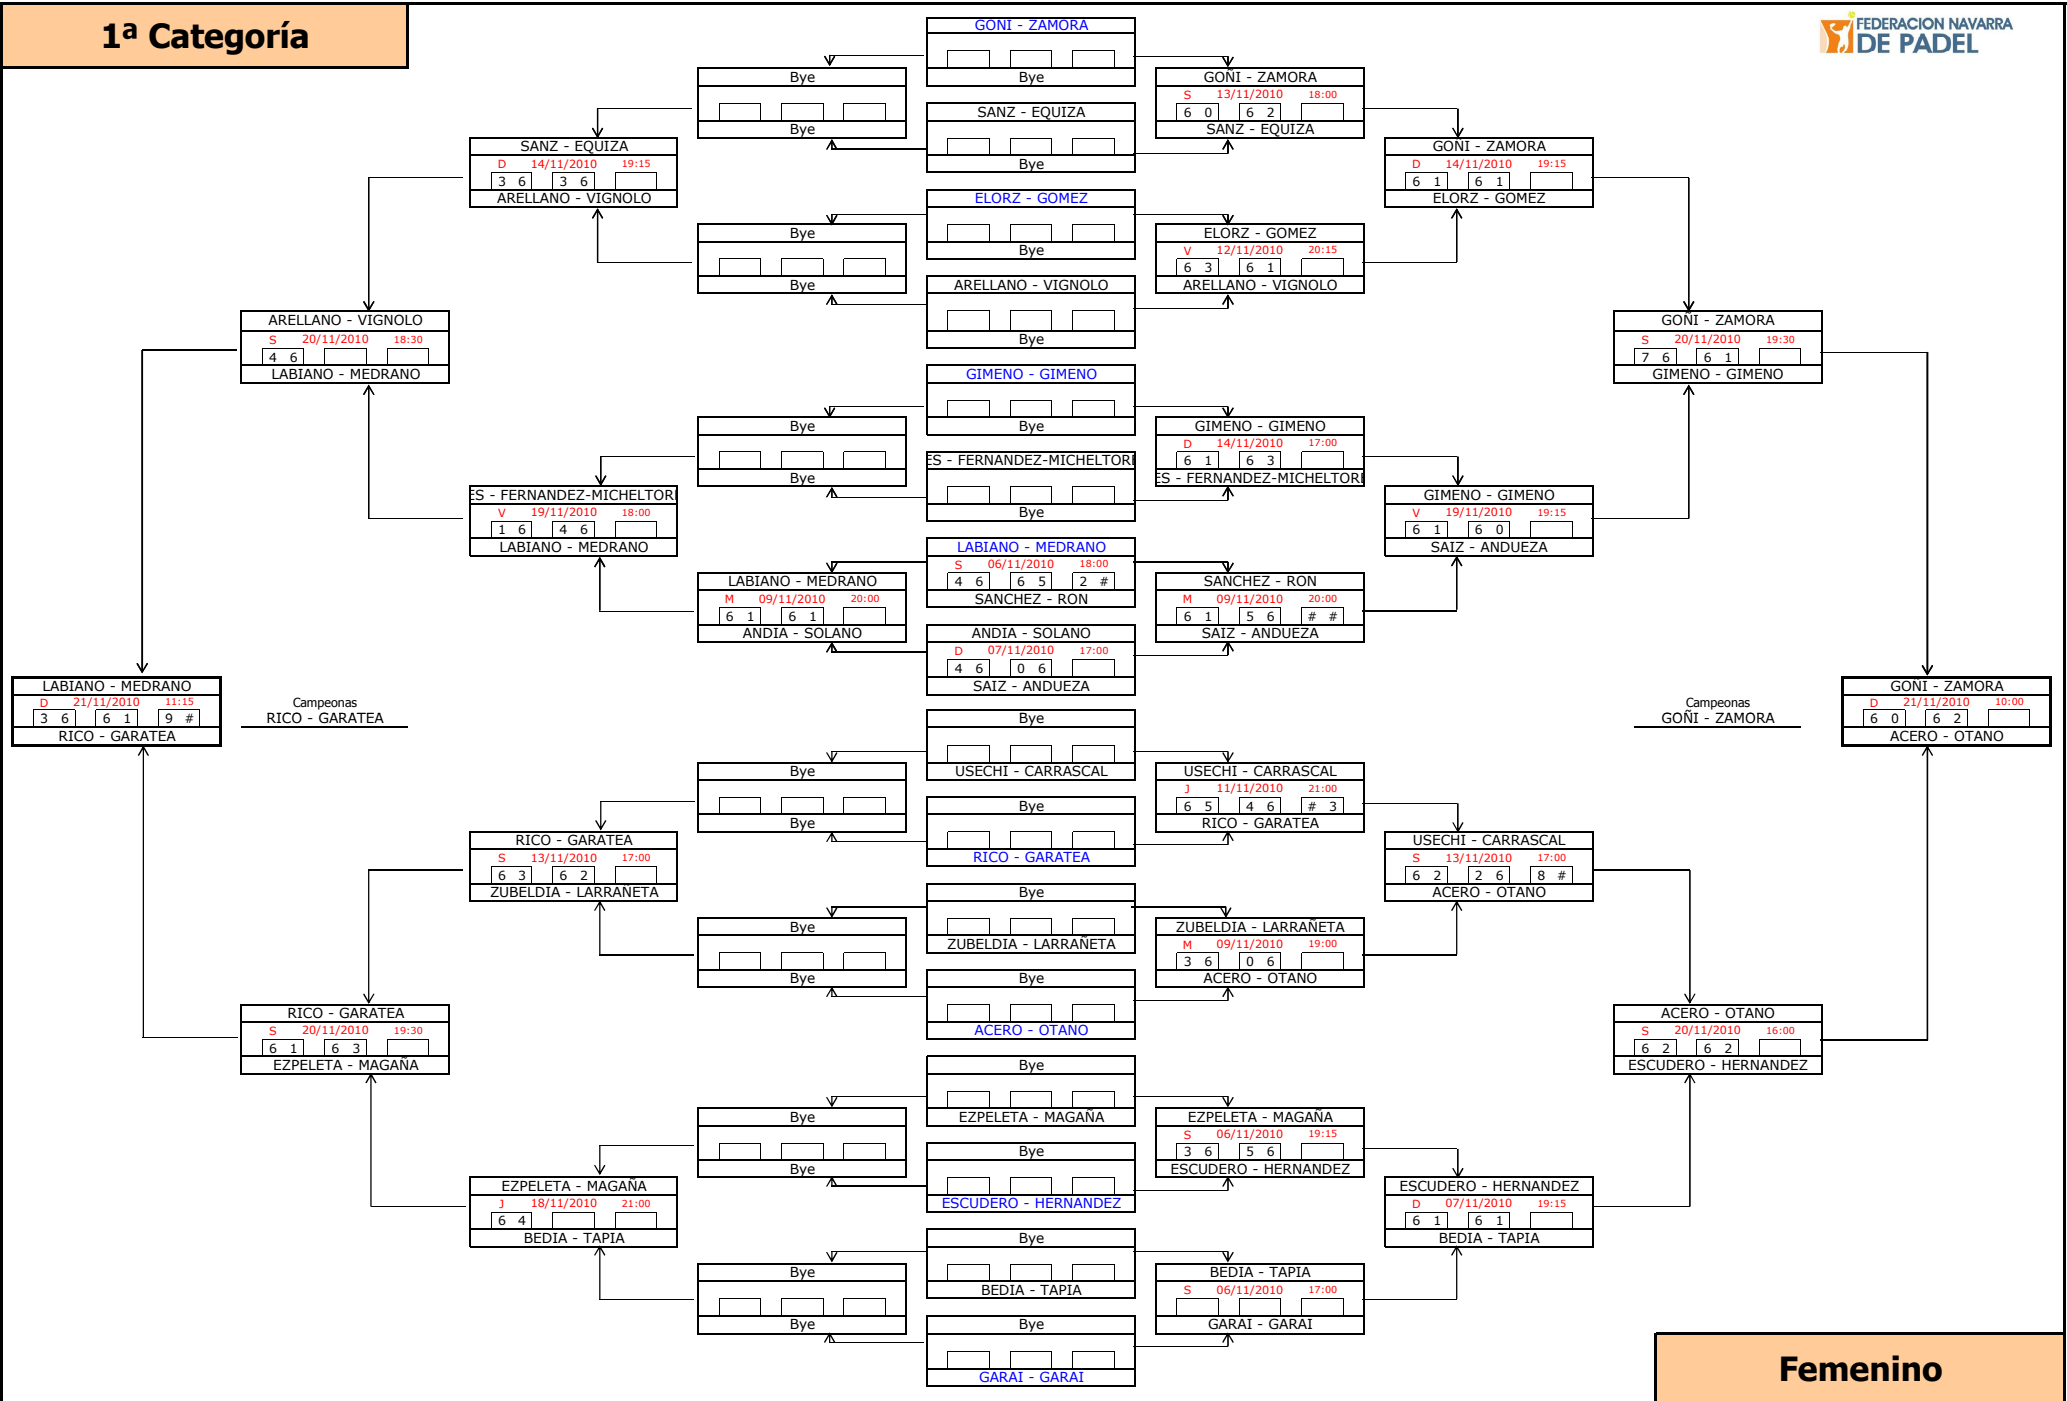 1ª Categoría
FEDERACION NAVARRA
DE PADEL
GOÑI - ZAMORA
Bye
SANZ - EQUIZA
Bye
ELORZ - GOMEZ
Bye
ARELLANO - VIGNOLO
Bye
GIMENO - GIMENO
Bye
ES - FERNANDEZ-MICHELTORE
Bye
LABIANO - MEDRANO
S 06/11/2010 18:00
4 6 6 5 2 #
SANCHEZ - RON
ANDIA - SOLANO
D 07/11/2010 17:00
4 6 0 6
SAIZ - ANDUEZA
Bye
USECHI - CARRASCAL
Bye
RICO - GARATEA
Bye
ZUBELDIA - LARRAÑETA
Bye
ACERO - OTANO
Bye
EZPELETA - MAGAÑA
Bye
ESCUDERO - HERNANDEZ
Bye
BEDIA - TAPIA
Bye
GARAI - GARAI
Bye
Bye
Bye
Bye
Bye
Bye
LABIANO - MEDRANO
M 09/11/2010 20:00
6 1 6 1
ANDIA - SOLANO
Bye
Bye
Bye
Bye
Bye
Bye
Bye
Bye
SANZ - EQUIZA
D 14/11/2010 19:15
3 6 3 6
ARELLANO - VIGNOLO
ES - FERNANDEZ-MICHELTORE
V 19/11/2010 18:00
1 6 4 6
LABIANO - MEDRANO
RICO - GARATEA
S 13/11/2010 17:00
6 3 6 2
ZUBELDIA - LARRAÑETA
EZPELETA - MAGAÑA
J 18/11/2010 21:00
6 4
BEDIA - TAPIA
ARELLANO - VIGNOLO
S 20/11/2010 18:30
4 6
LABIANO - MEDRANO
RICO - GARATEA
S 20/11/2010 19:30
6 1 6 3
EZPELETA - MAGAÑA
LABIANO - MEDRANO
D 21/11/2010 11:15
3 6 6 1 9 #
RICO - GARATEA
Campeonas
RICO - GARATEA
GOÑI - ZAMORA
S 13/11/2010 18:00
6 0 6 2
SANZ - EQUIZA
ELORZ - GOMEZ
V 12/11/2010 20:15
6 3 6 1
ARELLANO - VIGNOLO
GIMENO - GIMENO
D 14/11/2010 17:00
6 1 6 3
ES - FERNANDEZ-MICHELTORE
SANCHEZ - RON
M 09/11/2010 20:00
6 1 5 6 # #
SAIZ - ANDUEZA
USECHI - CARRASCAL
J 11/11/2010 21:00
6 5 4 6 # 3
RICO - GARATEA
ZUBELDIA - LARRAÑETA
M 09/11/2010 19:00
3 6 0 6
ACERO - OTANO
EZPELETA - MAGAÑA
S 06/11/2010 19:15
3 6 5 6
ESCUDERO - HERNANDEZ
BEDIA - TAPIA
S 06/11/2010 17:00
GARAI - GARAI
GOÑI - ZAMORA
D 14/11/2010 19:15
6 1 6 1
ELORZ - GOMEZ
GIMENO - GIMENO
V 19/11/2010 19:15
6 1 6 0
SAIZ - ANDUEZA
USECHI - CARRASCAL
S 13/11/2010 17:00
6 2 2 6 8 #
ACERO - OTANO
ESCUDERO - HERNANDEZ
D 07/11/2010 19:15
6 1 6 1
BEDIA - TAPIA
GOÑI - ZAMORA
S 20/11/2010 19:30
7 6 6 1
GIMENO - GIMENO
ACERO - OTANO
S 20/11/2010 16:00
6 2 6 2
ESCUDERO - HERNANDEZ
Campeonas
GOÑI - ZAMORA
GOÑI - ZAMORA
D 21/11/2010 10:00
6 0 6 2
ACERO - OTANO
Femenino